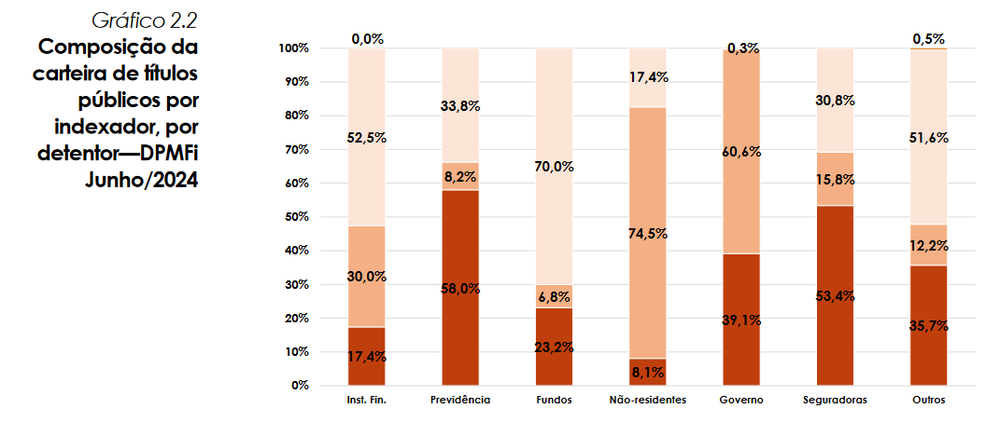 Gráfico 2.2
Composição da
carteira de títulos
públicos por
indexador, por
detentor—DPMFi
Junho/2024
0,0% 0,3% 0,5%
100%
90%
80%
70%
60%
50%
40%
30%
20%
10%
0%
52,5% 33,8% 70,0% 17,4% 60,6% 30,8% 51,6%
30,0% 8,2% 6,8% 74,5% 39,1% 15,8% 12,2%
17,4% 58,0% 23,2% 8,1% 53,4% 35,7%
Inst. Fin. Previdência Fundos Não-residentes Governo Seguradoras Outros